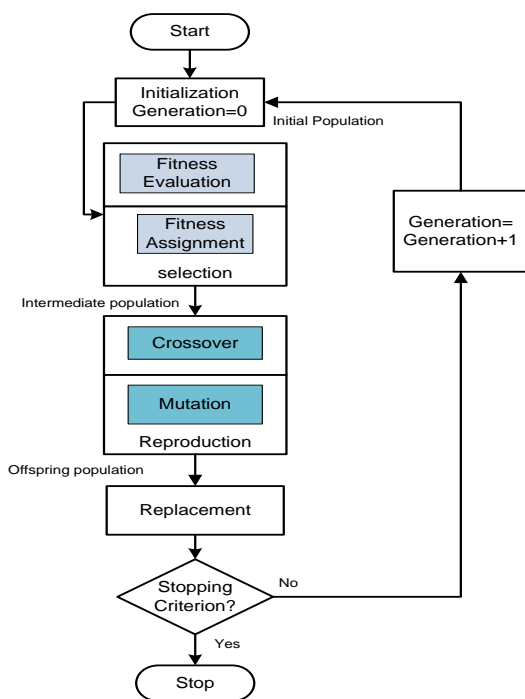 Start
Initialization
Generation=0
Initial Population
Fitness
Evaluation
Fitness
Assignment
selection
Generation=
Generation+1
Intermediate population
Crossover
Mutation
Reproduction
Offspring population
Replacement
Stopping
Criterion?
No
Yes
Stop